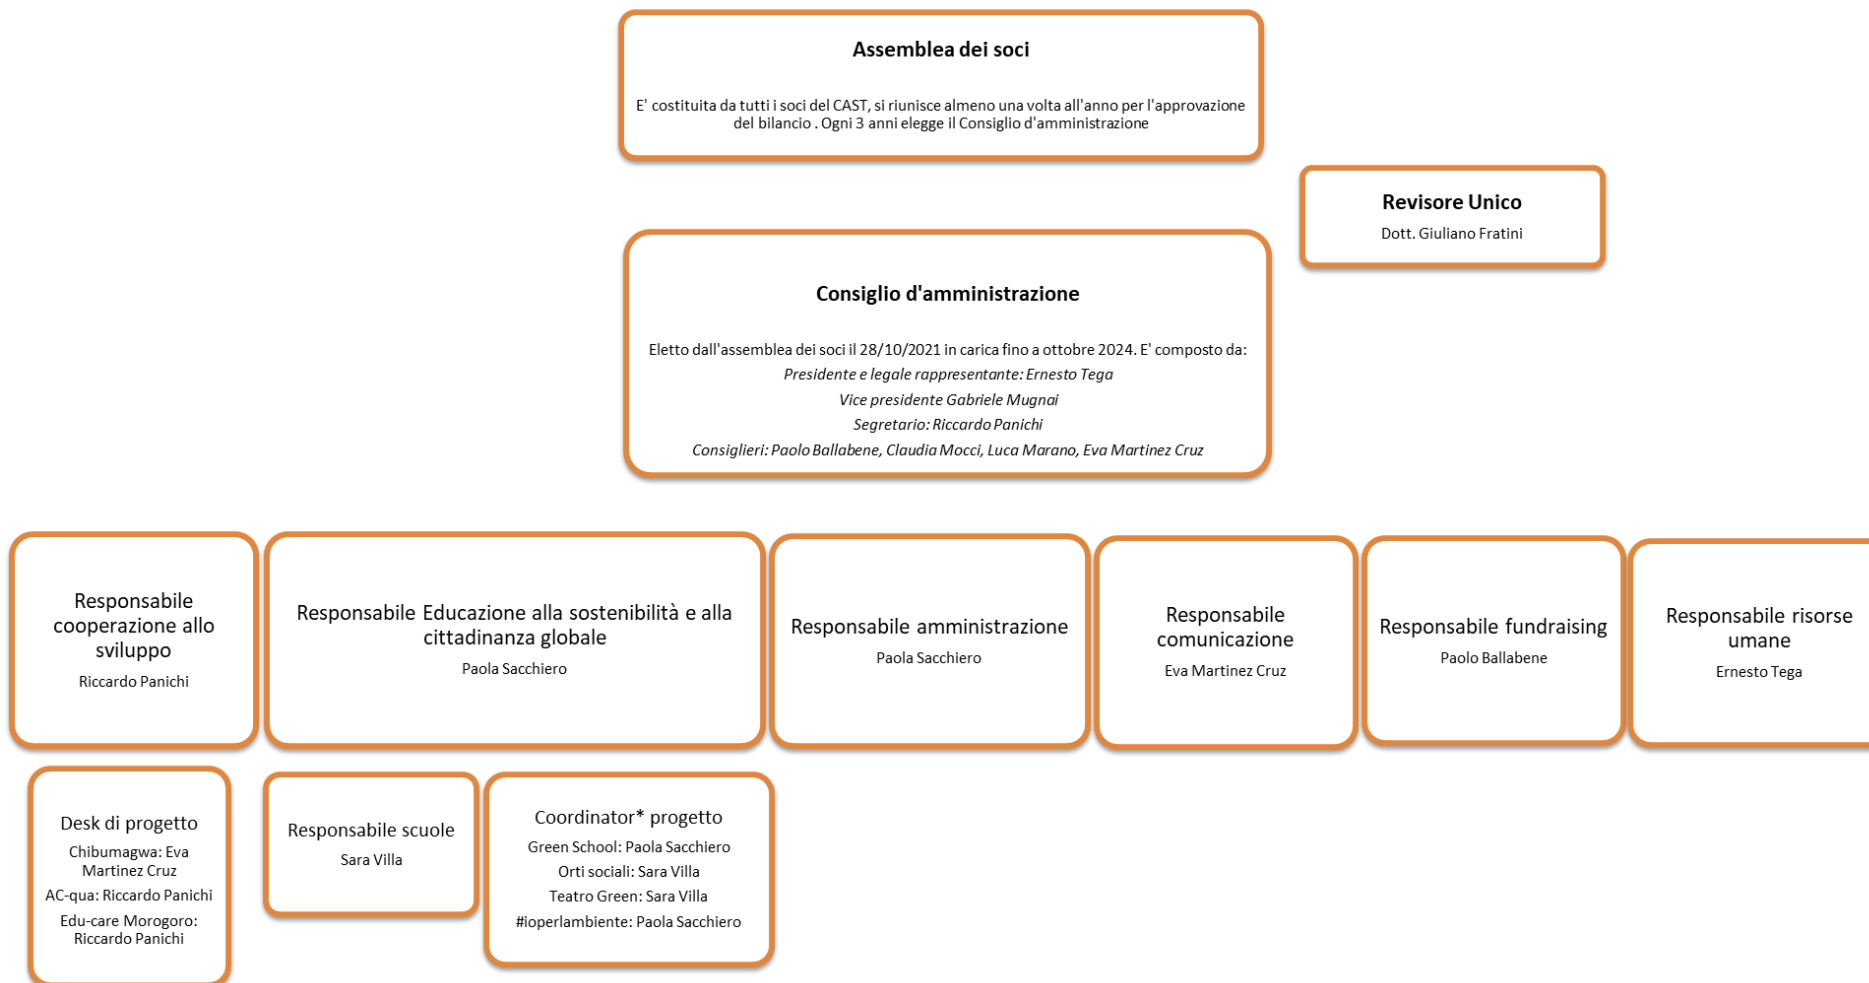 Assemblea dei soci
E' costituita da tutti i soci del CAST, si riunisce almeno una volta all'anno per l'approvazione
del bilancio . Ogni 3 anni elegge il Consiglio d'amministrazione
Revisore Unico
Dott. Giuliano Fratini
Consiglio d'amministrazione
Eletto dall'assemblea dei soci il 28/10/2021 in carica fino a ottobre 2024. E' composto da:
Presidente e legale rappresentante: Ernesto Tega
Vice presidente Gabriele Mugnai
Segretario: Riccardo Panichi
Consiglieri: Paolo Ballabene, Claudia Mocci, Luca Marano, Eva Martinez Cruz
Responsabile
cooperazione allo
sviluppo
Riccardo Panichi
Responsabile Educazione alla sostenibilità e alla
cittadinanza globale
Paola Sacchiero
Responsabile amministrazione
Paola Sacchiero
Responsabile
comunicazione
Eva Martinez Cruz
Responsabile fundraising
Paolo Ballabene
Responsabile risorse
umane
Ernesto Tega
Desk di progetto
Chibumagwa: Eva
Martinez Cruz
AC-qua: Riccardo Panichi
Edu-care Morogoro:
Riccardo Panichi
Responsabile scuole
Sara Villa
Coordinator* progetto
Green School: Paola Sacchiero
Orti sociali: Sara Villa
Teatro Green: Sara Villa
#ioperlambiente: Paola Sacchiero